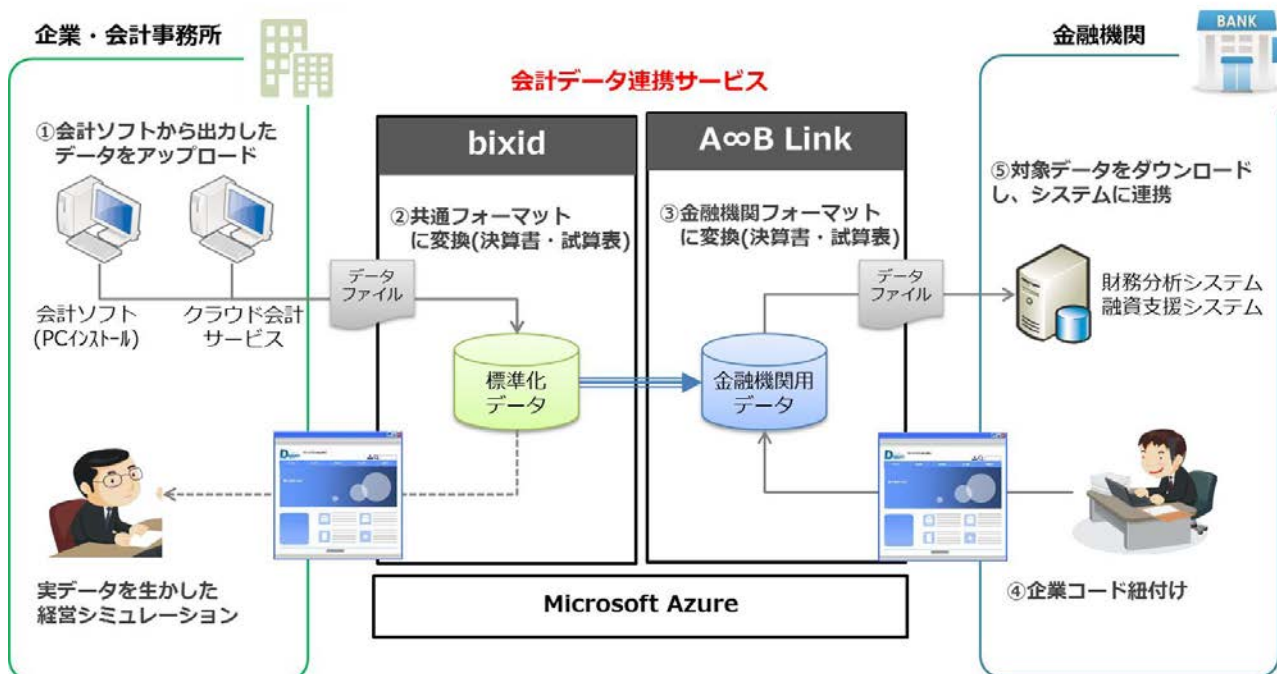 企業・会計事務所
金融機関
BANK
会計データ連携サービス
①会計ソフトから出力した
データをアップロード
bixid
A∞B Link
⑤対象データをダウンロード
し、システムに連携
②共通フォーマット
に変換(決算書・試算表)
③金融機関フォーマット
に変換(決算書・試算表)
データ
ファイル
データ
ファイル
会計ソフト
(PCインストール)
クラウド会計
サービス
財務分析システム
融資支援システム
標準化
データ
金融機関用
データ
実データを生かした
経営シミュレーション
④企業コード紐付け
Microsoft Azure